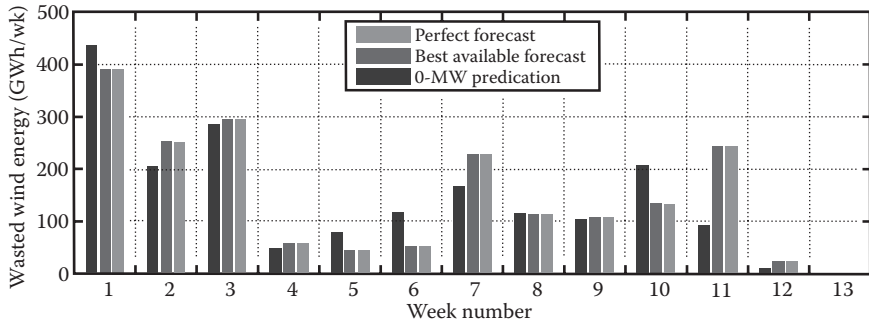 Wasted wind energy (GWh/wk)
500
400
300
200
100
0
Perfect forecast
Best available forecast
0-MW predication
1 2 3 4 5 6 7 8 9 10 11 12 13
Week number